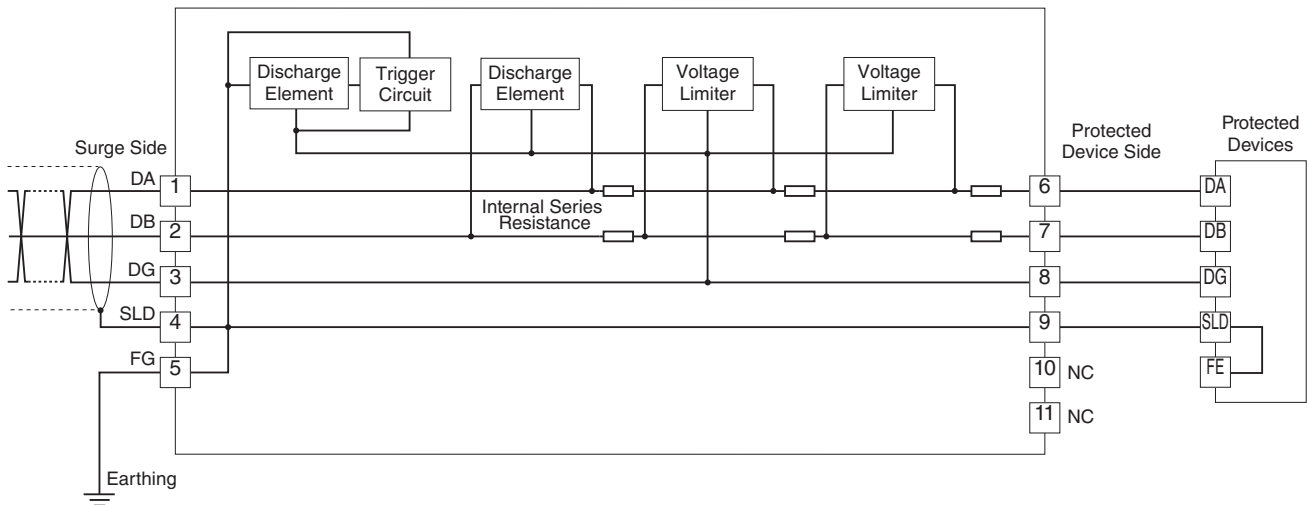 Discharge
Element
Trigger
Circuit
Discharge
Element
Voltage
Limiter
Voltage
Limiter
Surge Side
Protected
Device Side
Protected
Devices
DA
1
6
DA
Internal Series
Resistance
DB
2
7
DB
DG
3
8
DG
SLD
4
9
SLD
FG
5
10
NC
FE
11
NC
Earthing